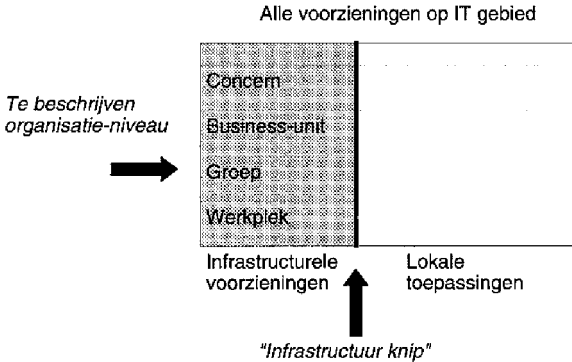 Alle voorzieningen op IT gebied
Concern
Te beschrijven
organisatie-niveau
Business-unit
Groep
Werkplek
Infrastructurele
voorzieningen
Lokale
toepassingen
"Infrastructuur knip"